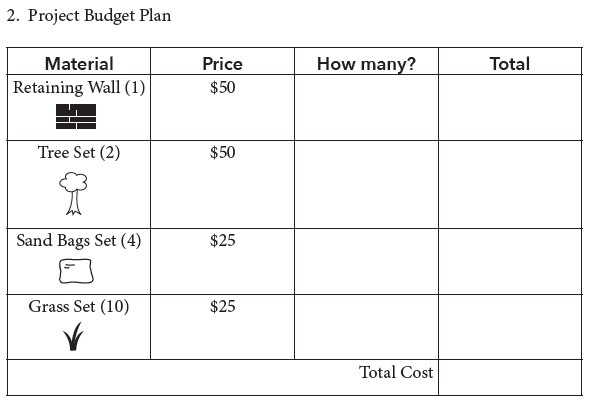 2. Project Budget Plan
Material Price How many? Total
Retaining Wall (1) $50
Tree Set (2) $50
Sand Bags Set (4) $25
Grass Set (10) $25
Total Cost